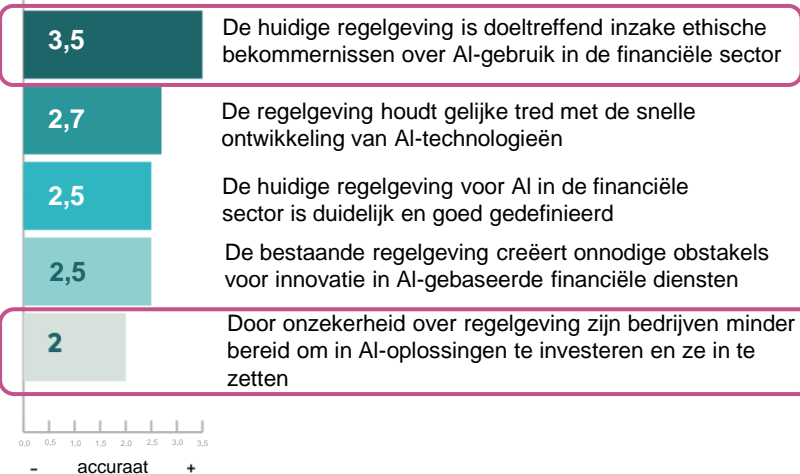 3,5
De huidige regelgeving is doeltreffend inzake ethische
bekommernissen over AI-gebruik in de financiële sector
2,7
De regelgeving houdt gelijke tred met de snelle
ontwikkeling van AI-technologieën
2,5
De huidige regelgeving voor AI in de financiële
sector is duidelijk en goed gedefinieerd
2,5
De bestaande regelgeving creëert onnodige obstakels
voor innovatie in AI-gebaseerde financiële diensten
2
Door onzekerheid over regelgeving zijn bedrijven minder
bereid om in AI-oplossingen te investeren en ze in te
zetten
0,0 0,5 1,0 1,5 2,0 2,5 3,0 3,5
- accuraat +